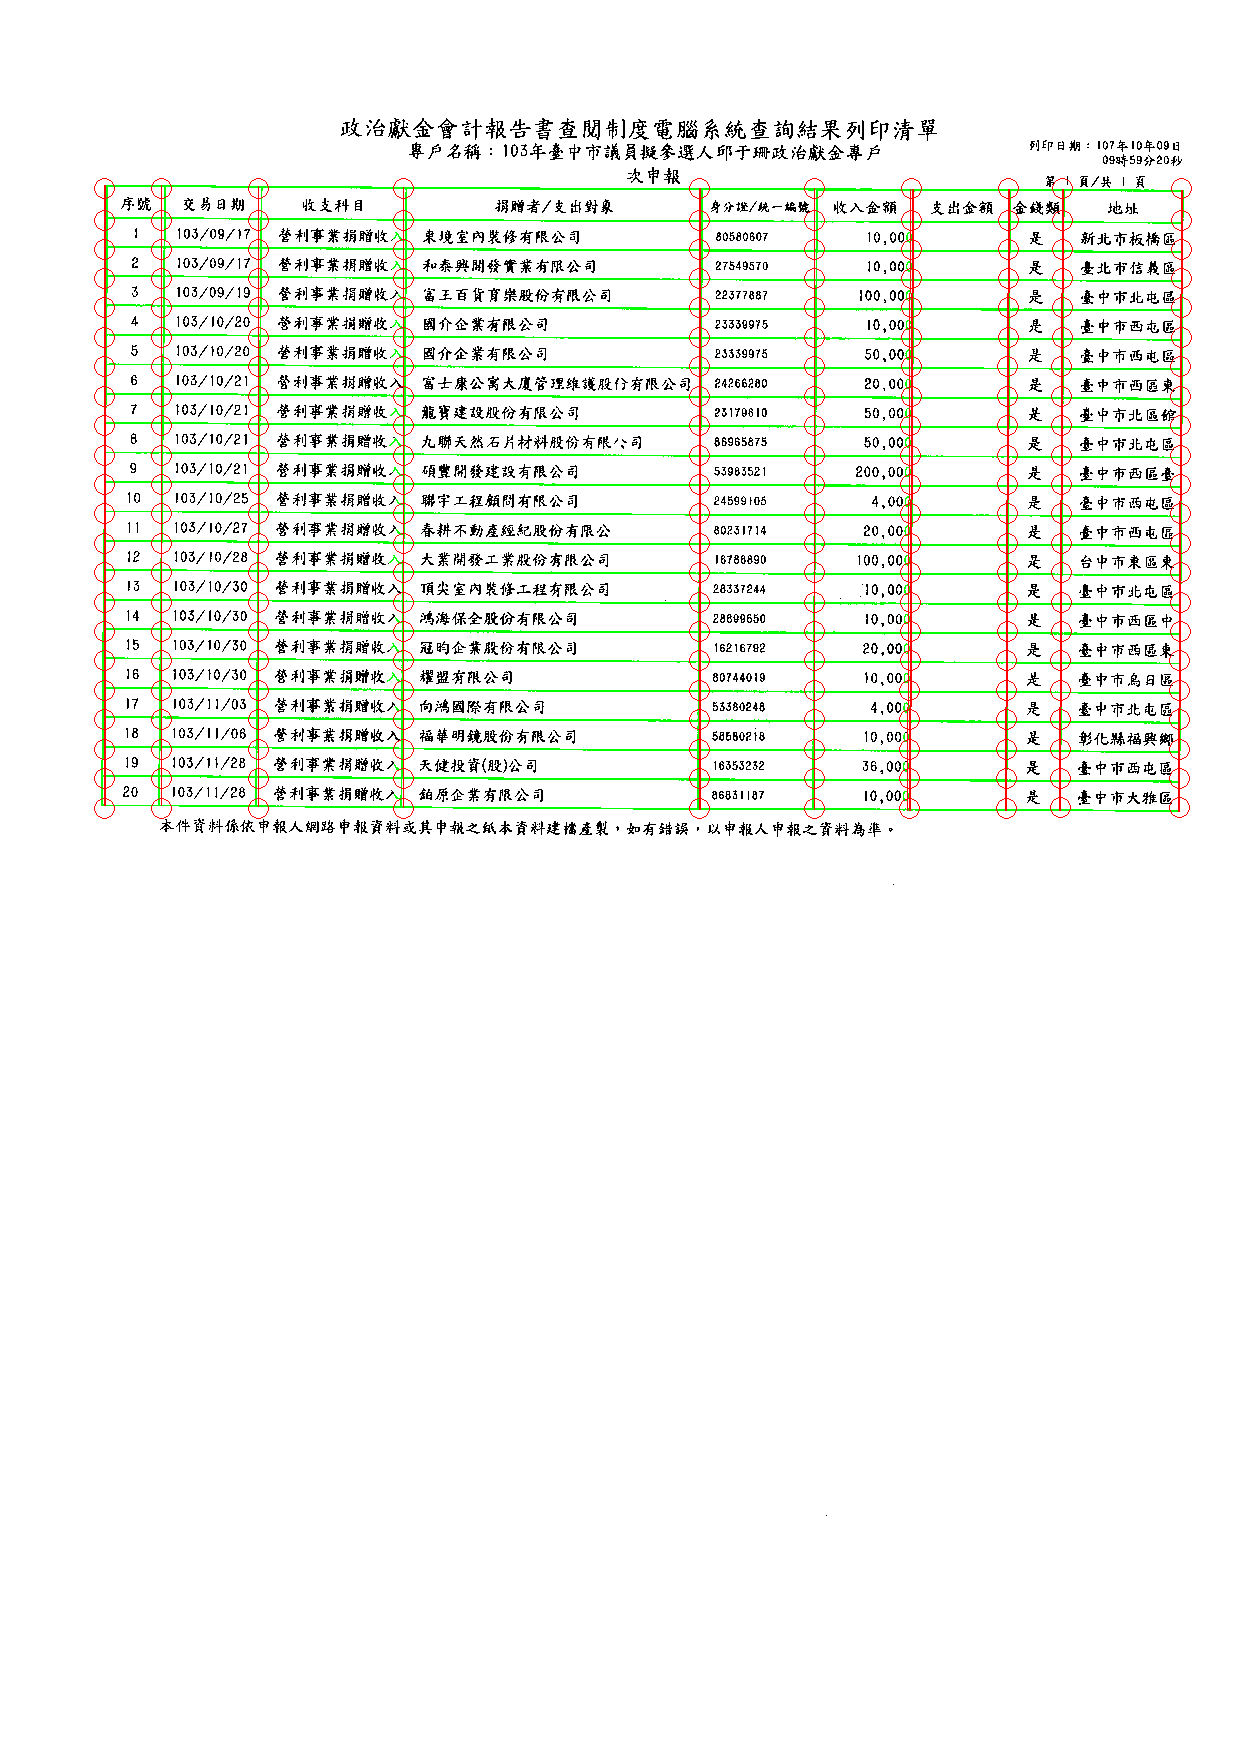 政治獻金會計報告書查閱制度電腦系統查詢結果列印清單
專戶名稱：103年臺中市議員擬參選人邱于珊政治獻金專戶
列印日期：107年10年09日
09時59分20秒
次申報
第 1 頁/共 1 頁
序號 交易日期 收支科目 捐贈者/支出對象 身分證/統一編號 收入金額 支出金額 金錢類 地址
1 103/09/17 營利事業捐贈收入 東境室內裝修有限公司 80580607 10,000 是 新北市板橋區
2 103/09/17 營利事業捐贈收入 和泰興開發實業有限公司 27549570 10,000 是 臺北市信義區
3 103/09/19 營利事業捐贈收入 富王百貨育樂股份有限公司 22377887 100,000 是 臺中市北屯區
4 103/10/20 營利事業捐贈收入 國介企業有限公司 23339975 10,000 是 臺中市西屯區
5 103/10/20 營利事業捐贈收入 國介企業有限公司 23339975 50,000 是 臺中市西屯區
6 103/10/21 營利事業捐贈收入 富士康公寓大廈管理維護股份有限公司 24266280 20,000 是 臺中市西區東
7 103/10/21 營利事業捐贈收入 龍寶建設股份有限公司 23179610 50,000 是 臺中市北區館
8 103/10/21 營利事業捐贈收入 九聯天然石片材料股份有限公司 86965875 50,000 是 臺中市北屯區
9 103/10/21 營利事業捐贈收入 碩豐開發建設有限公司 53983521 200,000 是 臺中市西區臺
10 103/10/25 營利事業捐贈收入 聯宇工程顧問有限公司 24599105 4,000 是 臺中市西屯區
11 103/10/27 營利事業捐贈收入 春耕不動產經紀股份有限公 80231714 20,000 是 臺中市西屯區
12 103/10/28 營利事業捐贈收入 大業開發工業股份有限公司 16786890 100,000 是 台中市東區東
13 103/10/30 營利事業捐贈收入 頂尖室內裝修工程有限公司 28337244 10,000 是 臺中市北屯區
14 103/10/30 營利事業捐贈收入 鴻海保全股份有限公司 28899650 10,000 是 臺中市西區中
15 103/10/30 營利事業捐贈收入 冠昀企業股份有限公司 16216792 20,000 是 臺中市西區東
16 103/10/30 營利事業捐贈收入 耀盟有限公司 80744019 10,000 是 臺中市烏日區
17 103/11/03 營利事業捐贈收入 向鴻國際有限公司 53380248 4,000 是 臺中市北屯區
18 103/11/06 營利事業捐贈收入 福華明鏡股份有限公司 58580218 10,000 是 彰化縣福興鄉
19 103/11/28 營利事業捐贈收入 天健投資(股)公司 16353232 36,000 是 臺中市西屯區
20 103/11/28 營利事業捐贈收入 鉑原企業有限公司 86831187 10,000 是 臺中市大雅區
本件資料係依申報人網路申報資料或其申報之紙本資料建檔產製，如有錯誤，以申報人申報之資料為準。